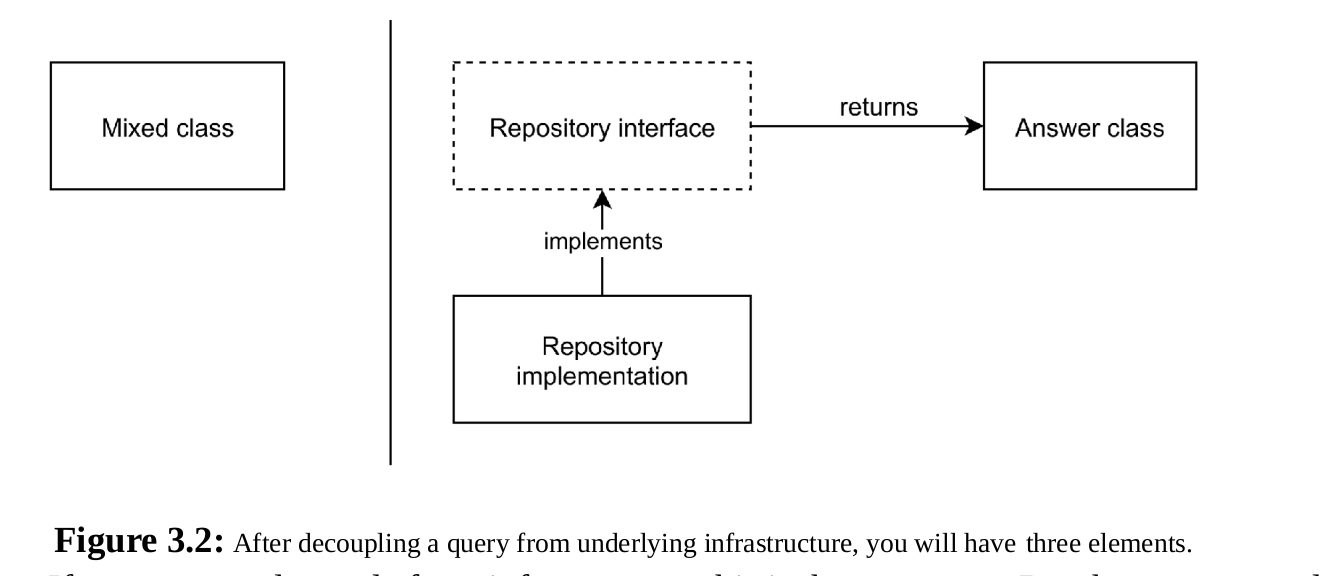 Mixed class
Repository interface
returns
Answer class
implements
Repository
implementation
Figure 3.2: After decoupling a query from underlying infrastructure, you will have three elements.